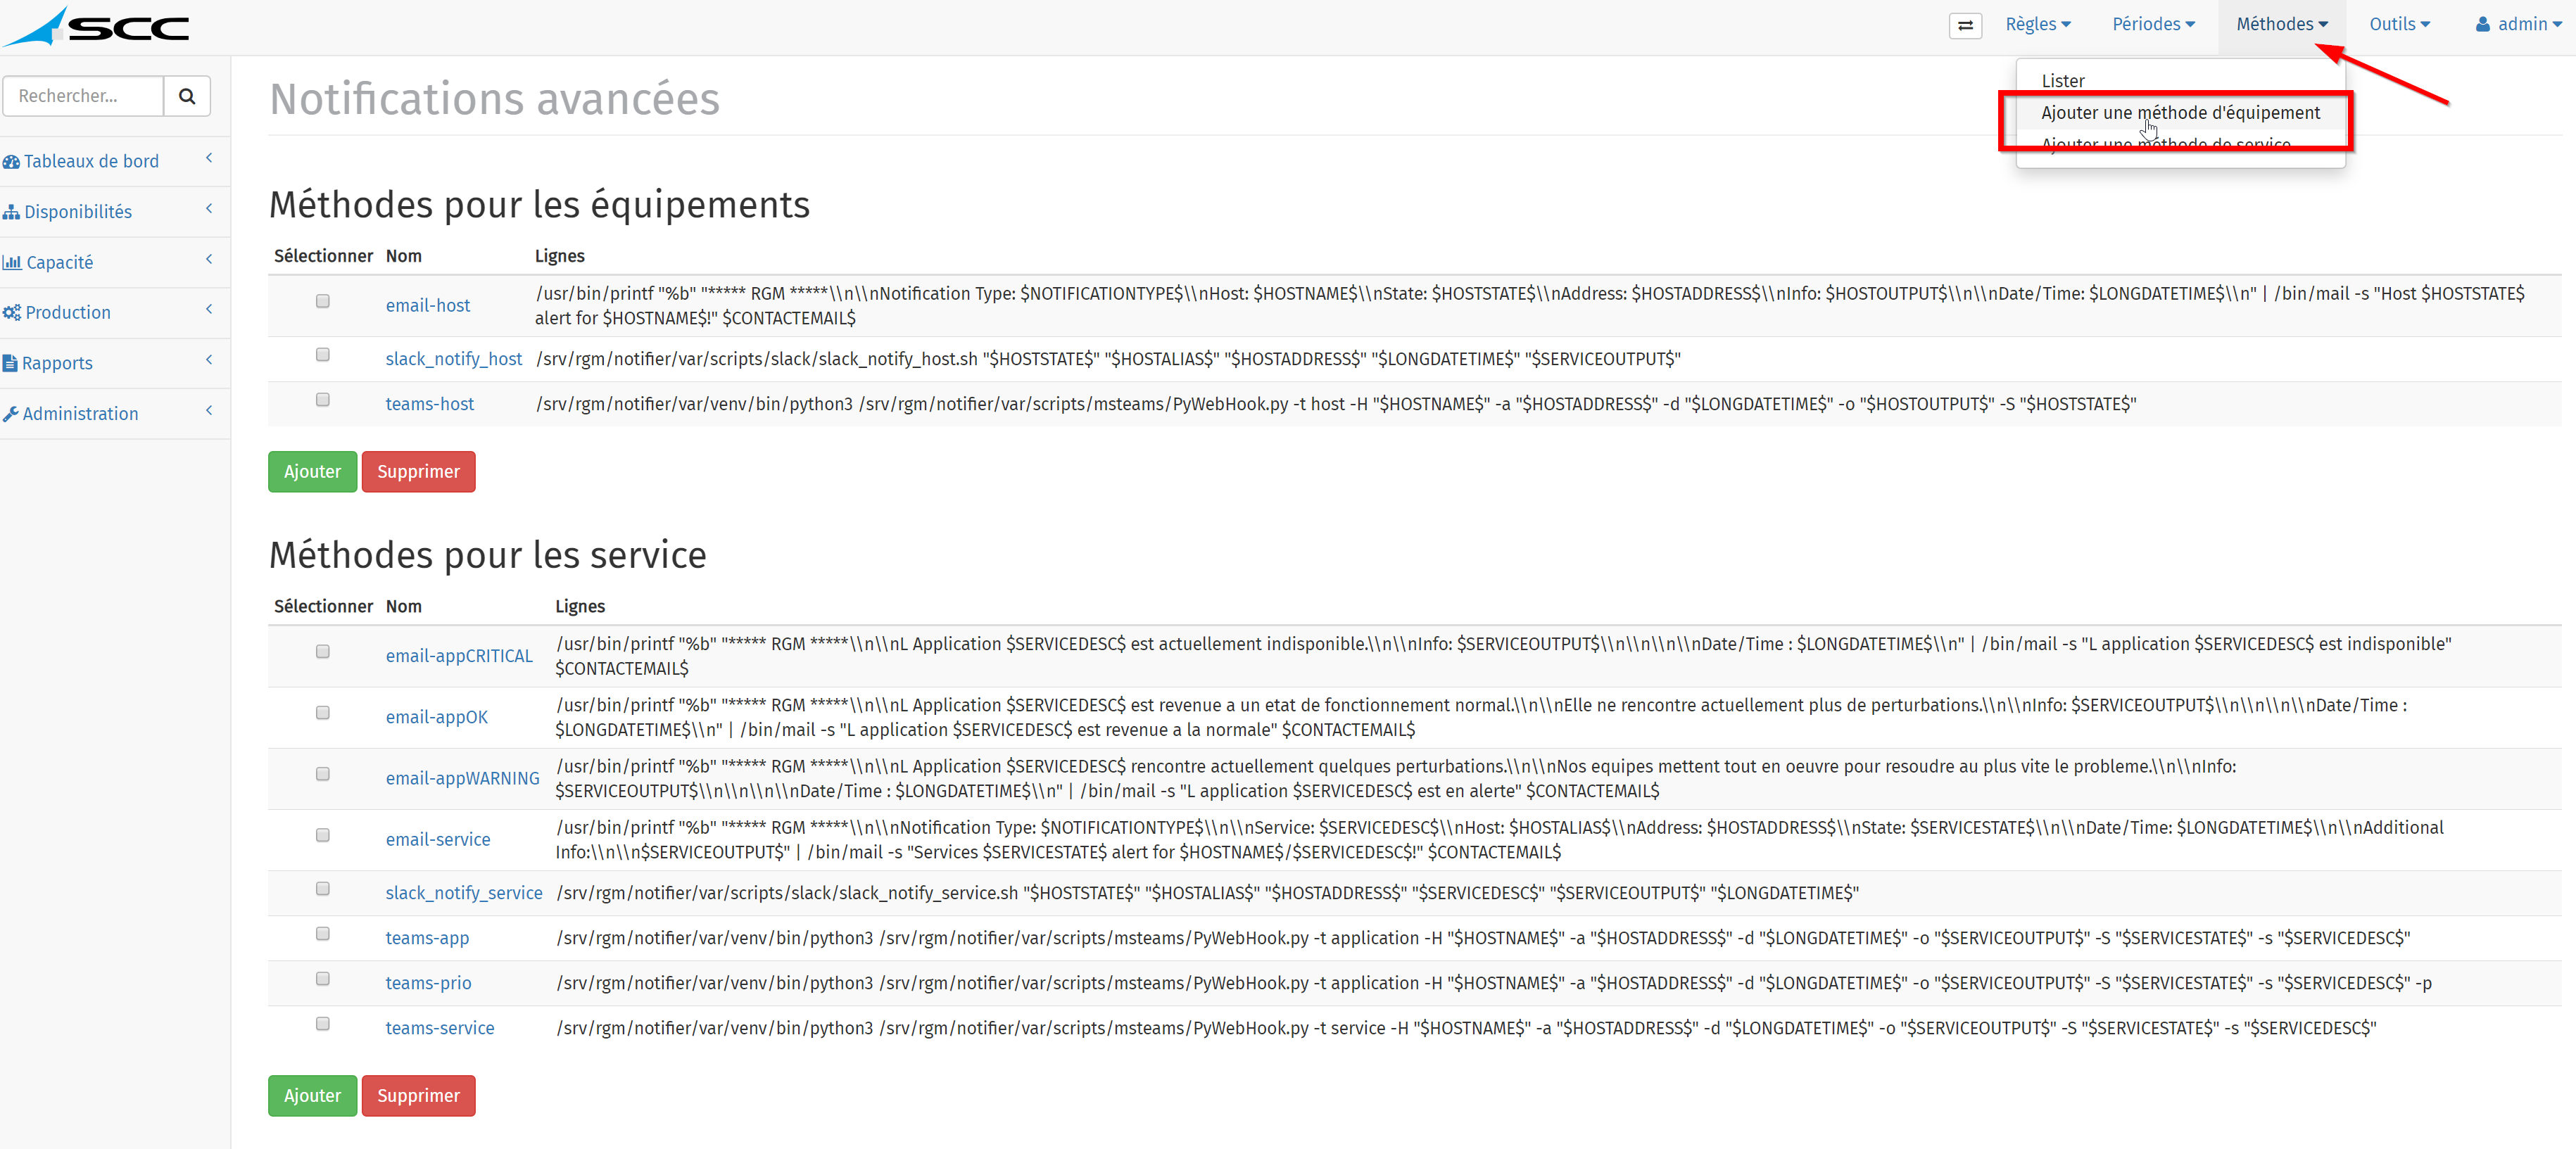 SCC
Règles
Périodes
Méthodes
Outils
admin
Lister
Ajouter une méthode d'équipement
Ajouter une méthode de service
Rechercher...
Tableaux de bord
Disponibilités
Capacité
Production
Rapports
Administration
Notifications avancées
Méthodes pour les équipements
Sélectionner Nom Lignes
email-host
/usr/bin/printf "%b" "***** RGM *****\\n\\nNotification Type: $NOTIFICATIONTYPE$\\nHost: $HOSTNAME$\\nState: $HOSTSTATE$\\nAddress: $HOSTADDRESS$\\nInfo: $HOSTOUTPUT$\\n\\nDate/Time: $LONGDATETIME$\\n" | /bin/mail -s "Host $HOSTSTATE$
alert for $HOSTNAME$!" $CONTACTEMAIL$
slack_notify_host /srv/rgm/notifier/var/scripts/slack/slack_notify_host.sh "$HOSTSTATE$" "$HOSTALIAS$" "$HOSTADDRESS$" "$LONGDATETIME$" "$SERVICEOUTPUT$"
teams-host /srv/rgm/notifier/var/venv/bin/python3 /srv/rgm/notifier/var/scripts/msteams/PyWebHook.py -t host -H "$HOSTNAME$" -a "$HOSTADDRESS$" -d "$LONGDATETIME$" -o "$HOSTOUTPUT$" -S "$HOSTSTATE$"
Ajouter Supprimer
Méthodes pour les service
Sélectionner Nom Lignes
email-appCRITICAL
/usr/bin/printf "%b" "***** RGM *****\\n\\nL Application $SERVICEDESC$ est actuellement indisponible.\\n\\nInfo: $SERVICEOUTPUT$\\n\\n\\n\\nDate/Time : $LONGDATETIME$\\n" | /bin/mail -s "L application $SERVICEDESC$ est indisponible"
$CONTACTEMAIL$
email-appOK
/usr/bin/printf "%b" "***** RGM *****\\n\\nL Application $SERVICEDESC$ est revenue a un etat de fonctionnement normal.\\n\\nElle ne rencontre actuellement plus de perturbations.\\n\\nInfo: $SERVICEOUTPUT$\\n\\n\\n\\nDate/Time :
$LONGDATETIME$\\n" | /bin/mail -s "L application $SERVICEDESC$ est revenue a la normale" $CONTACTEMAIL$
email-appWARNING
/usr/bin/printf "%b" "***** RGM *****\\n\\nL Application $SERVICEDESC$ rencontre actuellement quelques perturbations.\\n\\nNos equipes mettent tout en oeuvre pour resoudre au plus vite le probleme.\\n\\nInfo:
$SERVICEOUTPUT$\\n\\n\\n\\nDate/Time : $LONGDATETIME$\\n" | /bin/mail -s "L application $SERVICEDESC$ est en alerte" $CONTACTEMAIL$
email-service
/usr/bin/printf "%b" "***** RGM *****\\n\\nNotification Type: $NOTIFICATIONTYPE$\\n\\nService: $SERVICEDESC$\\nHost: $HOSTALIAS$\\nAddress: $HOSTADDRESS$\\nState: $SERVICESTATE$\\n\\nDate/Time: $LONGDATETIME$\\n\\nAdditional
Info:\\n\\n$SERVICEOUTPUT$" | /bin/mail -s "Services $SERVICESTATE$ alert for $HOSTNAME$/$SERVICEDESC$!" $CONTACTEMAIL$
slack_notify_service /srv/rgm/notifier/var/scripts/slack/slack_notify_service.sh "$HOSTSTATE$" "$HOSTALIAS$" "$HOSTADDRESS$" "$SERVICEDESC$" "$SERVICEOUTPUT$" "$LONGDATETIME$"
teams-app /srv/rgm/notifier/var/venv/bin/python3 /srv/rgm/notifier/var/scripts/msteams/PyWebHook.py -t application -H "$HOSTNAME$" -a "$HOSTADDRESS$" -d "$LONGDATETIME$" -o "$SERVICEOUTPUT$" -S "$SERVICESTATE$" -s "$SERVICEDESC$"
teams-prio /srv/rgm/notifier/var/venv/bin/python3 /srv/rgm/notifier/var/scripts/msteams/PyWebHook.py -t application -H "$HOSTNAME$" -a "$HOSTADDRESS$" -d "$LONGDATETIME$" -o "$SERVICEOUTPUT$" -S "$SERVICESTATE$" -s "$SERVICEDESC$" -p
teams-service /srv/rgm/notifier/var/venv/bin/python3 /srv/rgm/notifier/var/scripts/msteams/PyWebHook.py -t service -H "$HOSTNAME$" -a "$HOSTADDRESS$" -d "$LONGDATETIME$" -o "$SERVICEOUTPUT$" -S "$SERVICESTATE$" -s "$SERVICEDESC$"
Ajouter Supprimer